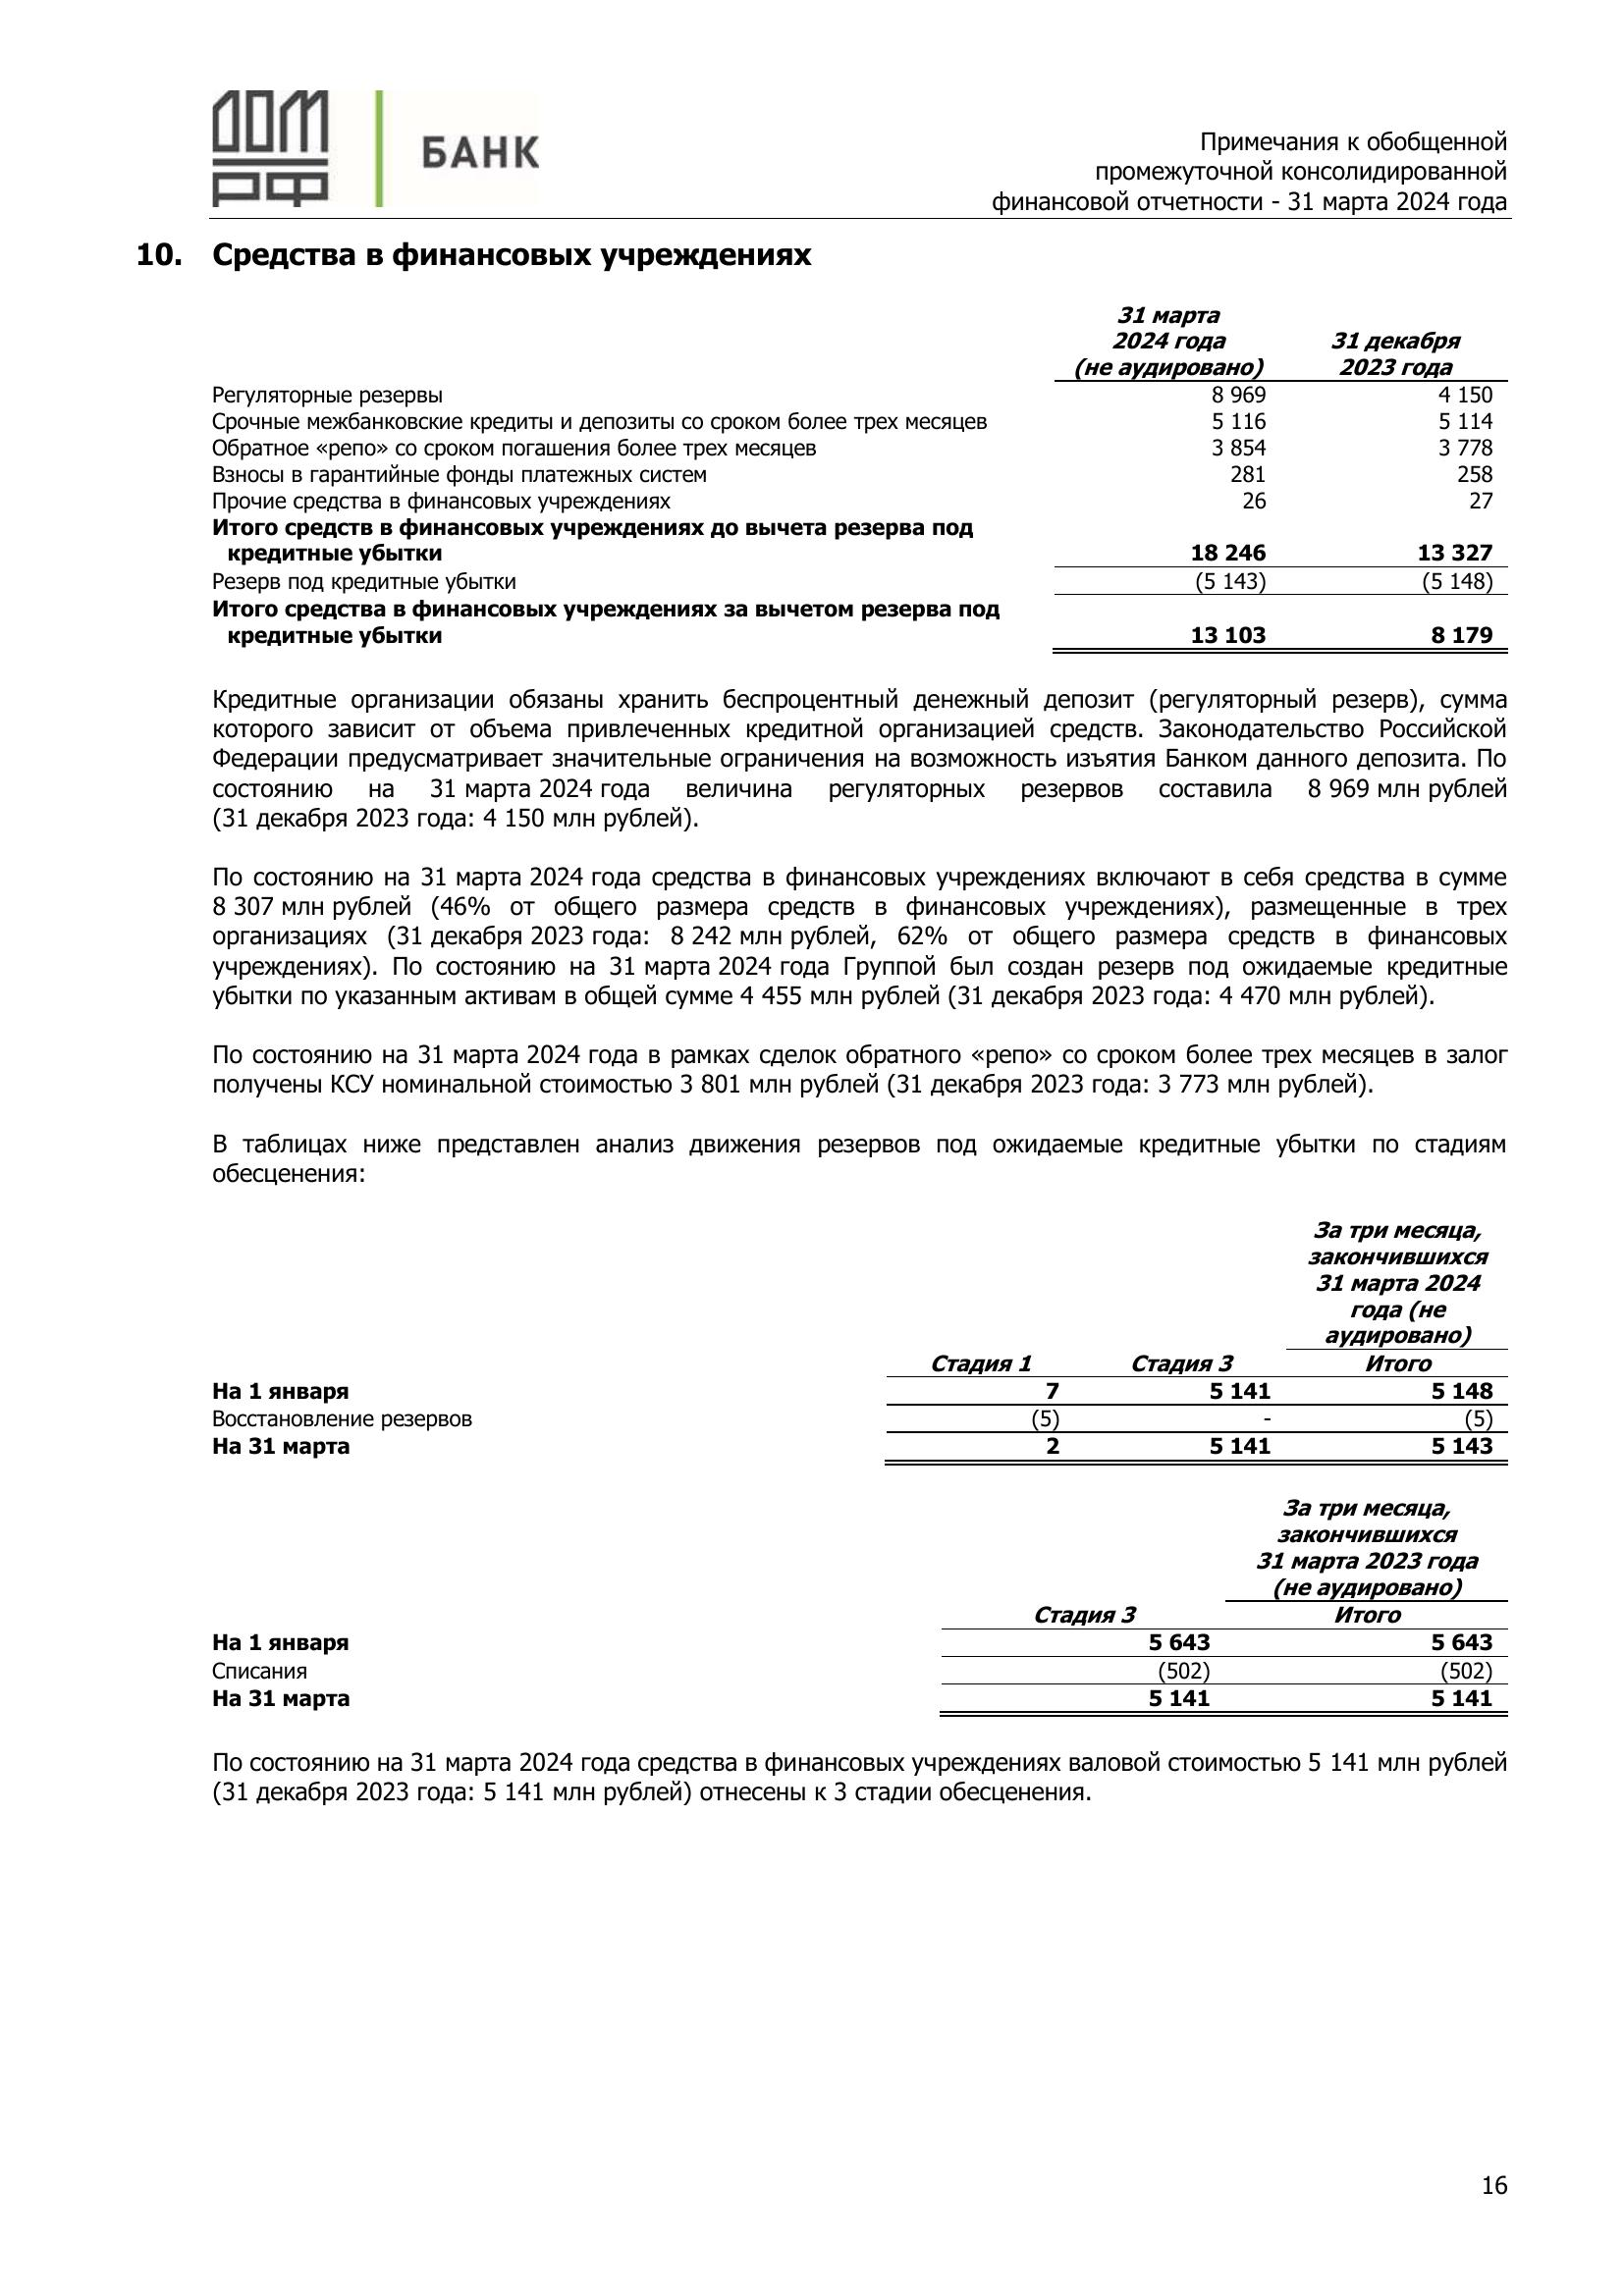 ДОМ
РФ
БАНК
Примечания к обобщенной
промежуточной консолидированной
финансовой отчетности - 31 марта 2024 года
10. Средства в финансовых учреждениях
31 марта
2024 года 31 декабря
(не аудировано) 2023 года
Регуляторные резервы 8 969 4 150
Срочные межбанковские кредиты и депозиты со сроком более трех месяцев 5 116 5 114
Обратное «репо» со сроком погашения более трех месяцев 3 854 3 778
Взносы в гарантийные фонды платежных систем 281 258
Прочие средства в финансовых учреждениях 26 27
Итого средств в финансовых учреждениях до вычета резерва под
кредитные убытки 18 246 13 327
Резерв под кредитные убытки (5 143) (5 148)
Итого средства в финансовых учреждениях за вычетом резерва под
кредитные убытки 13 103 8 179
Кредитные организации обязаны хранить беспроцентный денежный депозит (регуляторный резерв), сумма
которого зависит от объема привлеченных кредитной организацией средств. Законодательство Российской
Федерации предусматривает значительные ограничения на возможность изъятия Банком данного депозита. По
состоянию на 31 марта 2024 года величина регуляторных резервов составила 8 969 млн рублей
(31 декабря 2023 года: 4 150 млн рублей).
По состоянию на 31 марта 2024 года средства в финансовых учреждениях включают в себя средства в сумме
8 307 млн рублей (46% от общего размера средств в финансовых учреждениях), размещенные в трех
организациях (31 декабря 2023 года: 8 242 млн рублей, 62% от общего размера средств в финансовых
учреждениях). По состоянию на 31 марта 2024 года Группой был создан резерв под ожидаемые кредитные
убытки по указанным активам в общей сумме 4 455 млн рублей (31 декабря 2023 года: 4 470 млн рублей).
По состоянию на 31 марта 2024 года в рамках сделок обратного «репо» со сроком более трех месяцев в залог
получены КСУ номинальной стоимостью 3 801 млн рублей (31 декабря 2023 года: 3 773 млн рублей).
В таблицах ниже представлен анализ движения резервов под ожидаемые кредитные убытки по стадиям
обесценения:
За три месяца,
закончившихся
31 марта 2024
года (не
аудировано)
Стадия 1 Стадия 3 Итого
На 1 января 7 5 141 5 148
Восстановление резервов (5) - (5)
На 31 марта 2 5 141 5 143
За три месяца,
закончившихся
31 марта 2023 года
(не аудировано)
Стадия 3 Итого
На 1 января 5 643 5 643
Списания (502) (502)
На 31 марта 5 141 5 141
По состоянию на 31 марта 2024 года средства в финансовых учреждениях валовой стоимостью 5 141 млн рублей
(31 декабря 2023 года: 5 141 млн рублей) отнесены к 3 стадии обесценения.
16